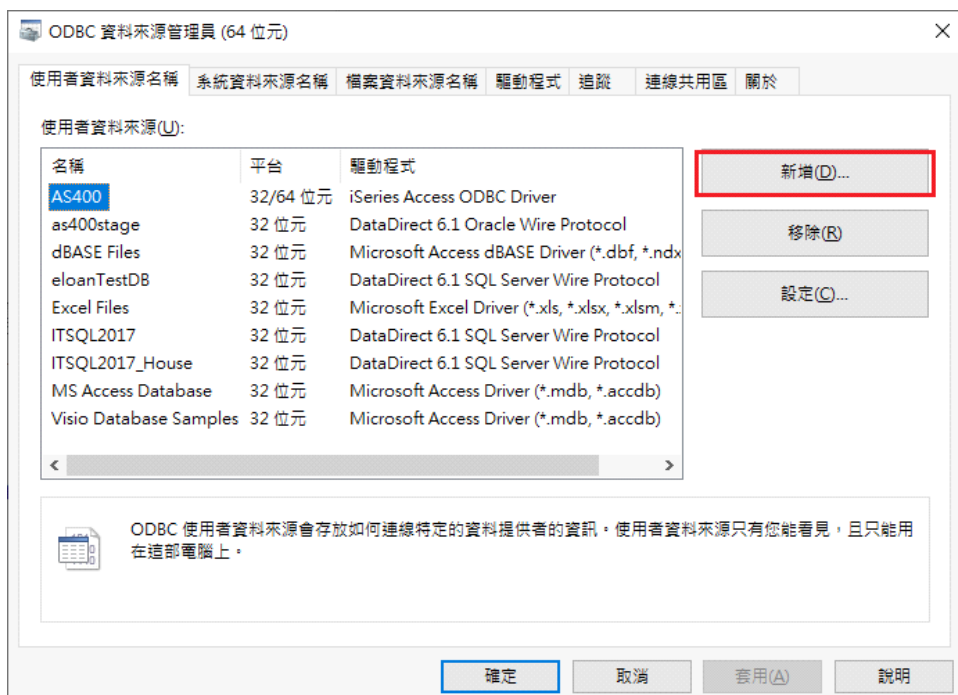 ODBC 資料來源管理員 (64 位元)
使用者資料來源名稱 系統資料來源名稱 檔案資料來源名稱 驅動程式 追蹤 連線共用區 關於
使用者資料來源(U):
名稱 平台 驅動程式
AS400 32/64 位元 iSeries Access ODBC Driver
as400stage 32 位元 DataDirect 6.1 Oracle Wire Protocol
dBASE Files 32 位元 Microsoft Access dBASE Driver (*.dbf, *.ndx
eloanTestDB 32 位元 DataDirect 6.1 SQL Server Wire Protocol
Excel Files 32 位元 Microsoft Excel Driver (*.xls, *.xlsx, *.xlsm, *.
ITSQL2017 32 位元 DataDirect 6.1 SQL Server Wire Protocol
ITSQL2017_House 32 位元 DataDirect 6.1 SQL Server Wire Protocol
MS Access Database 32 位元 Microsoft Access Driver (*.mdb, *.accdb)
Visio Database Samples 32 位元 Microsoft Access Driver (*.mdb, *.accdb)
新增(D)...
移除(R)
設定(C)...
ODBC 使用者資料來源會存放如何連線特定的資料提供者的資訊。使用者資料來源只有您能看見，且只能用
在這部電腦上。
確定 取消 套用(A) 說明